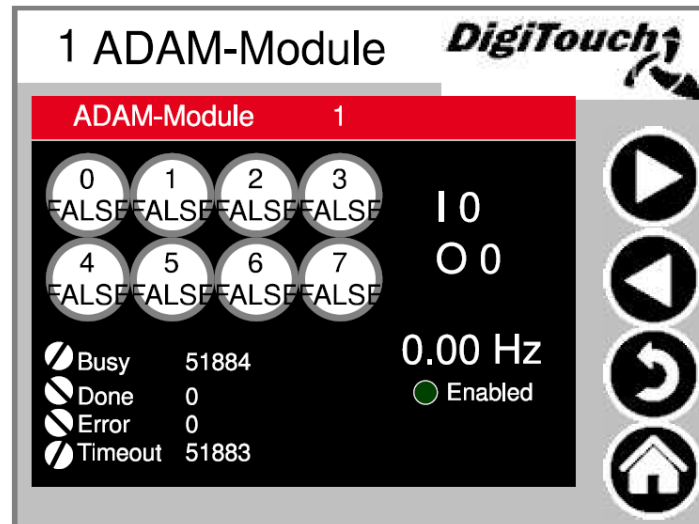 1 ADAM-Module
DigiTouch
ADAM-Module 1
0 1 2 3
FALSE FALSE FALSE FALSE
4 5 6 7
FALSE FALSE FALSE FALSE
I 0
O 0
Busy 51884
Done 0
Error 0
Timeout 51883
0.00 Hz
Enabled